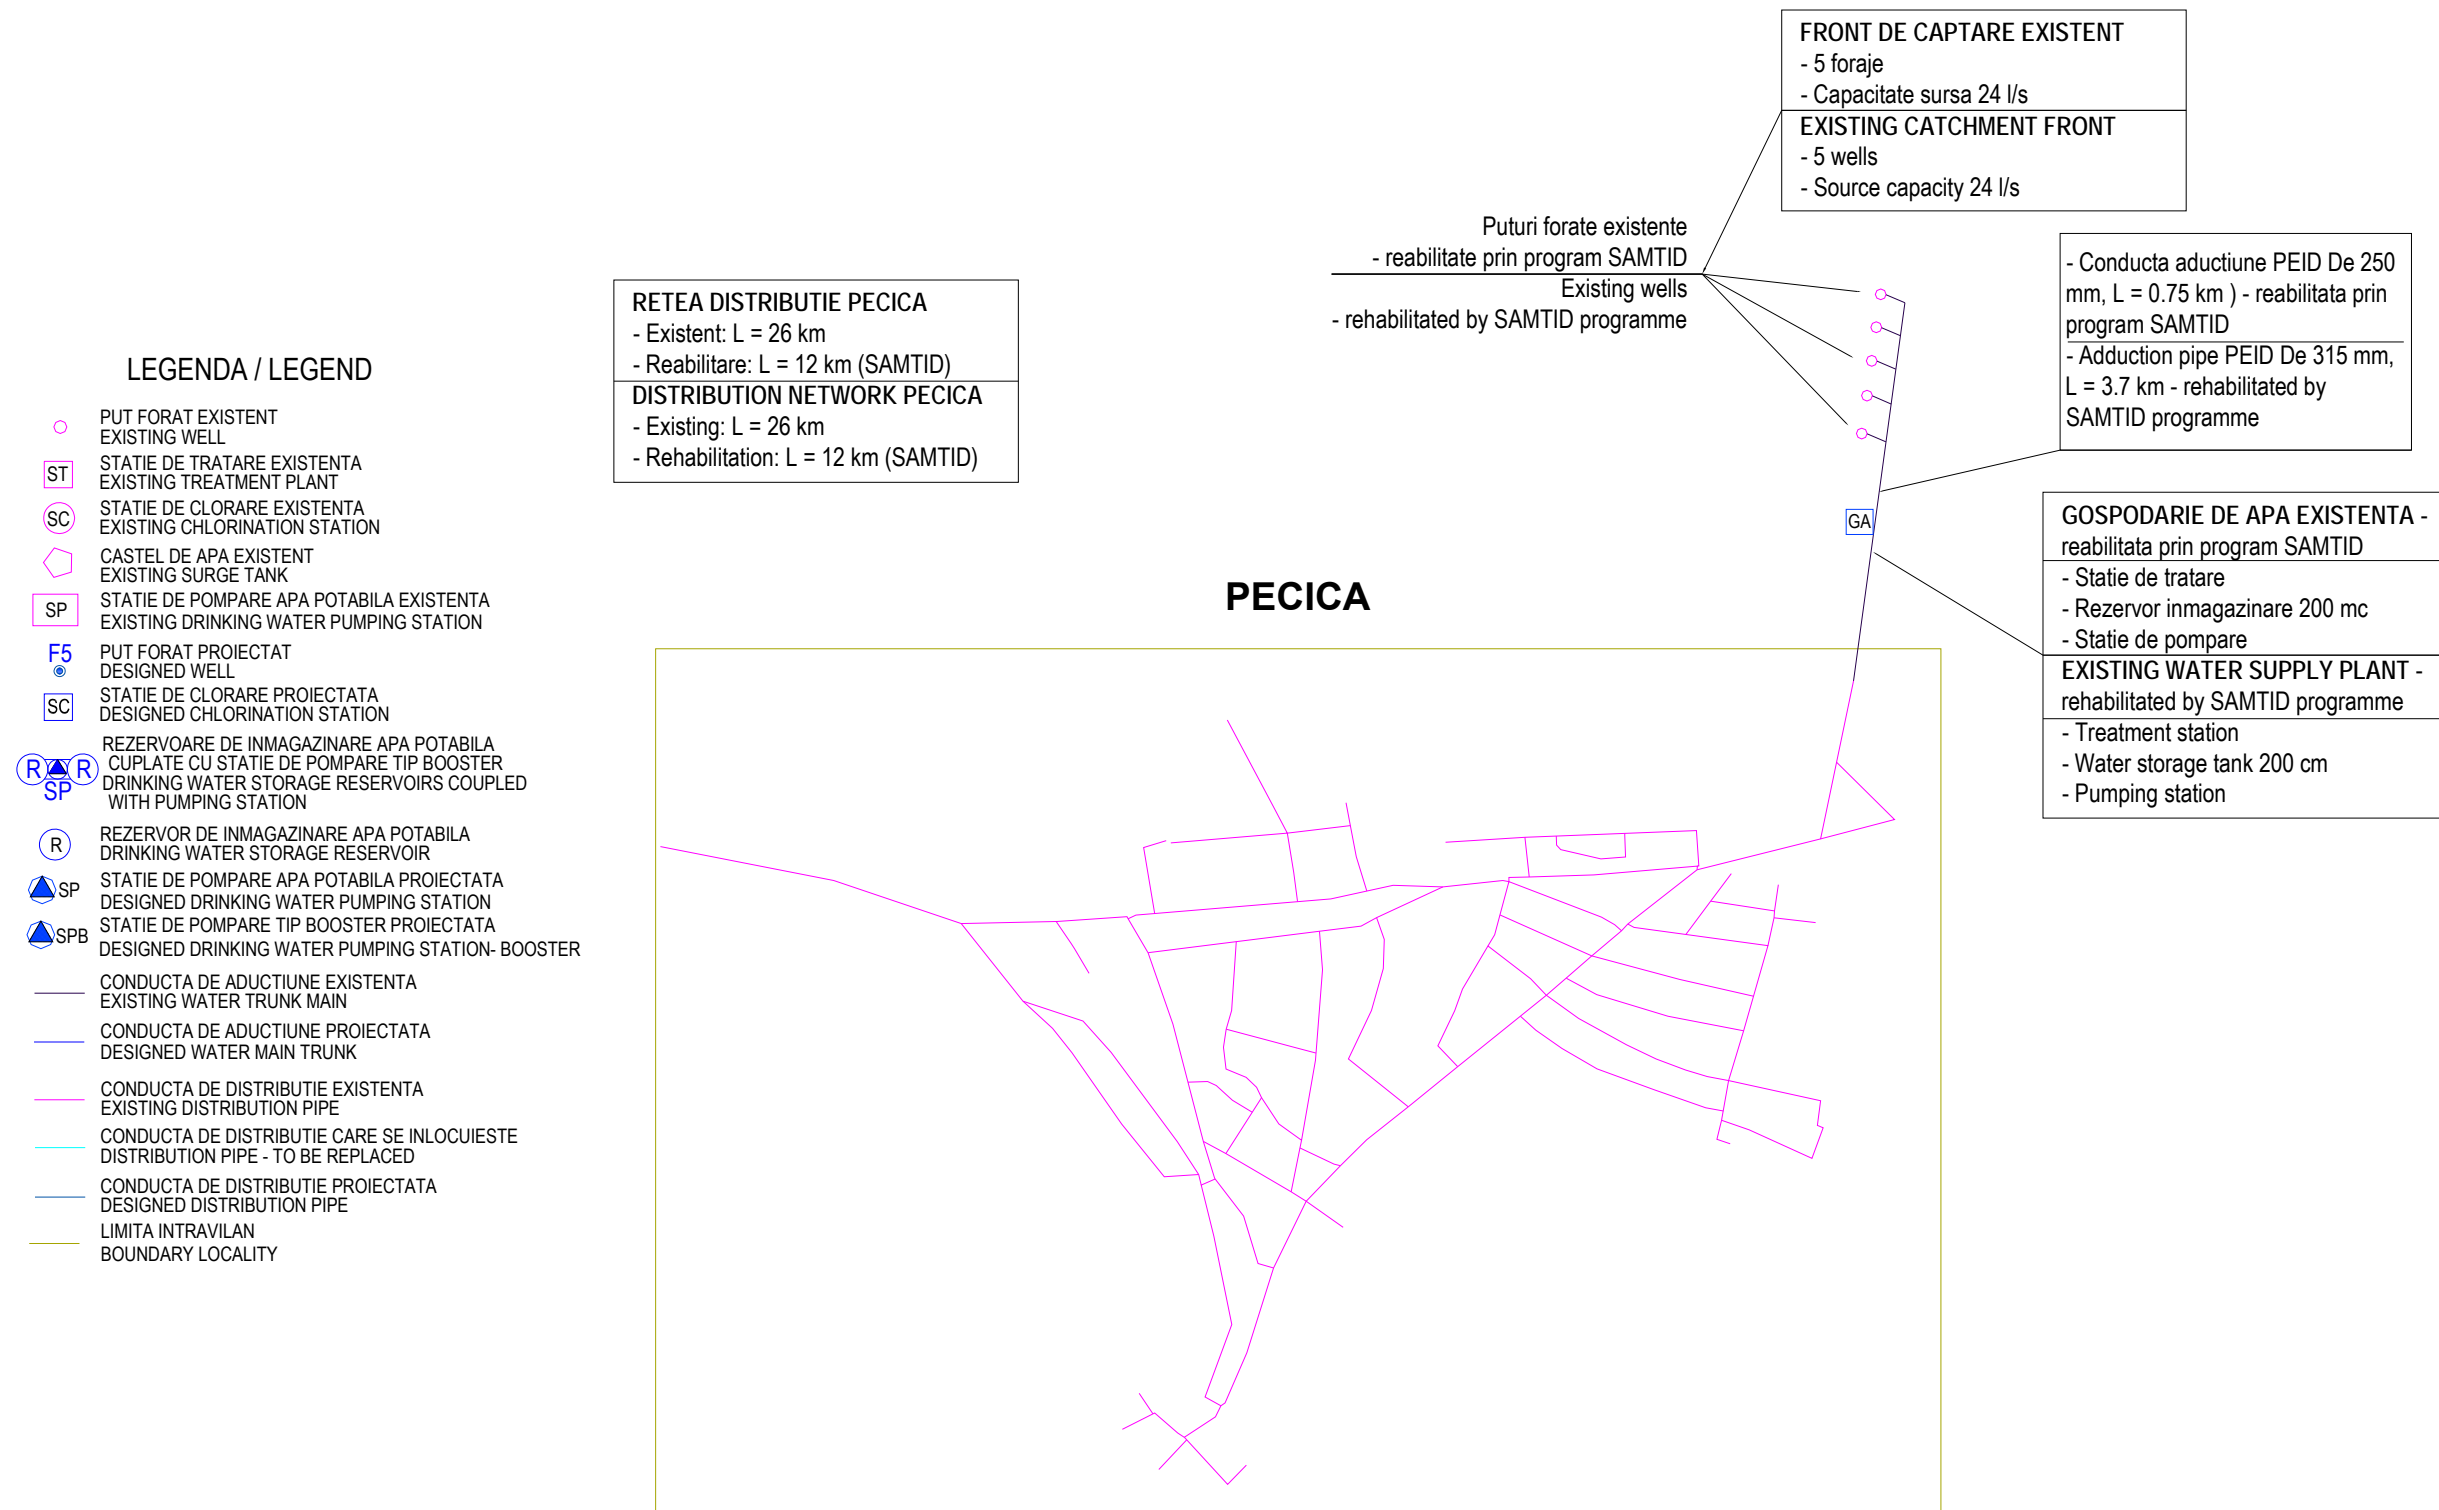 FRONT DE CAPTARE EXISTENT
- 5 foraje
- Capacitate sursa 24 l/s
EXISTING CATCHMENT FRONT
- 5 wells
- Source capacity 24 l/s
Puturi forate existente
- reabilitate prin program SAMTID
Existing wells
- rehabilitated by SAMTID programme
- Conducta aductiune PEID De 250
mm, L = 0.75 km ) - reabilitata prin
program SAMTID
- Adduction pipe PEID De 315 mm,
L = 3.7 km - rehabilitated by
SAMTID programme
RETEA DISTRIBUTIE PECICA
- Existent: L = 26 km
- Reabilitare: L = 12 km (SAMTID)
DISTRIBUTION NETWORK PECICA
- Existing: L = 26 km
- Rehabilitation: L = 12 km (SAMTID)
GA
GOSPODARIE DE APA EXISTENTA -
reabilitata prin program SAMTID
- Statie de tratare
- Rezervor inmagazinare 200 mc
- Statie de pompare
EXISTING WATER SUPPLY PLANT -
rehabilitated by SAMTID programme
- Treatment station
- Water storage tank 200 cm
- Pumping station
PECICA
LEGENDA / LEGEND
PUT FORAT EXISTENT
EXISTING WELL
ST
STATIE DE TRATARE EXISTENTA
EXISTING TREATMENT PLANT
SC
STATIE DE CLORARE EXISTENTA
EXISTING CHLORINATION STATION
CASTEL DE APA EXISTENT
EXISTING SURGE TANK
SP
STATIE DE POMPARE APA POTABILA EXISTENTA
EXISTING DRINKING WATER PUMPING STATION
F5
PUT FORAT PROIECTAT
DESIGNED WELL
SC
STATIE DE CLORARE PROIECTATA
DESIGNED CHLORINATION STATION
R R
SP
REZERVOARE DE INMAGAZINARE APA POTABILA
CUPLATE CU STATIE DE POMPARE TIP BOOSTER
DRINKING WATER STORAGE RESERVOIRS COUPLED
WITH PUMPING STATION
R
REZERVOR DE INMAGAZINARE APA POTABILA
DRINKING WATER STORAGE RESERVOIR
SP
STATIE DE POMPARE APA POTABILA PROIECTATA
DESIGNED DRINKING WATER PUMPING STATION
SPB
STATIE DE POMPARE TIP BOOSTER PROIECTATA
DESIGNED DRINKING WATER PUMPING STATION- BOOSTER
CONDUCTA DE ADUCTIUNE EXISTENTA
EXISTING WATER TRUNK MAIN
CONDUCTA DE ADUCTIUNE PROIECTATA
DESIGNED WATER MAIN TRUNK
CONDUCTA DE DISTRIBUTIE EXISTENTA
EXISTING DISTRIBUTION PIPE
CONDUCTA DE DISTRIBUTIE CARE SE INLOCUIESTE
DISTRIBUTION PIPE - TO BE REPLACED
CONDUCTA DE DISTRIBUTIE PROIECTATA
DESIGNED DISTRIBUTION PIPE
LIMITA INTRAVILAN
BOUNDARY LOCALITY